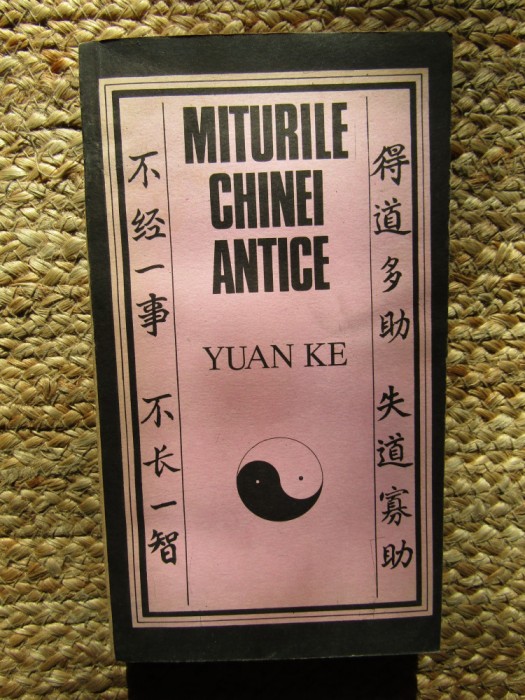 MITURILE
CHINEI
ANTICE
YUAN KE
得道多助 失道寡助
不经一事 不长一智